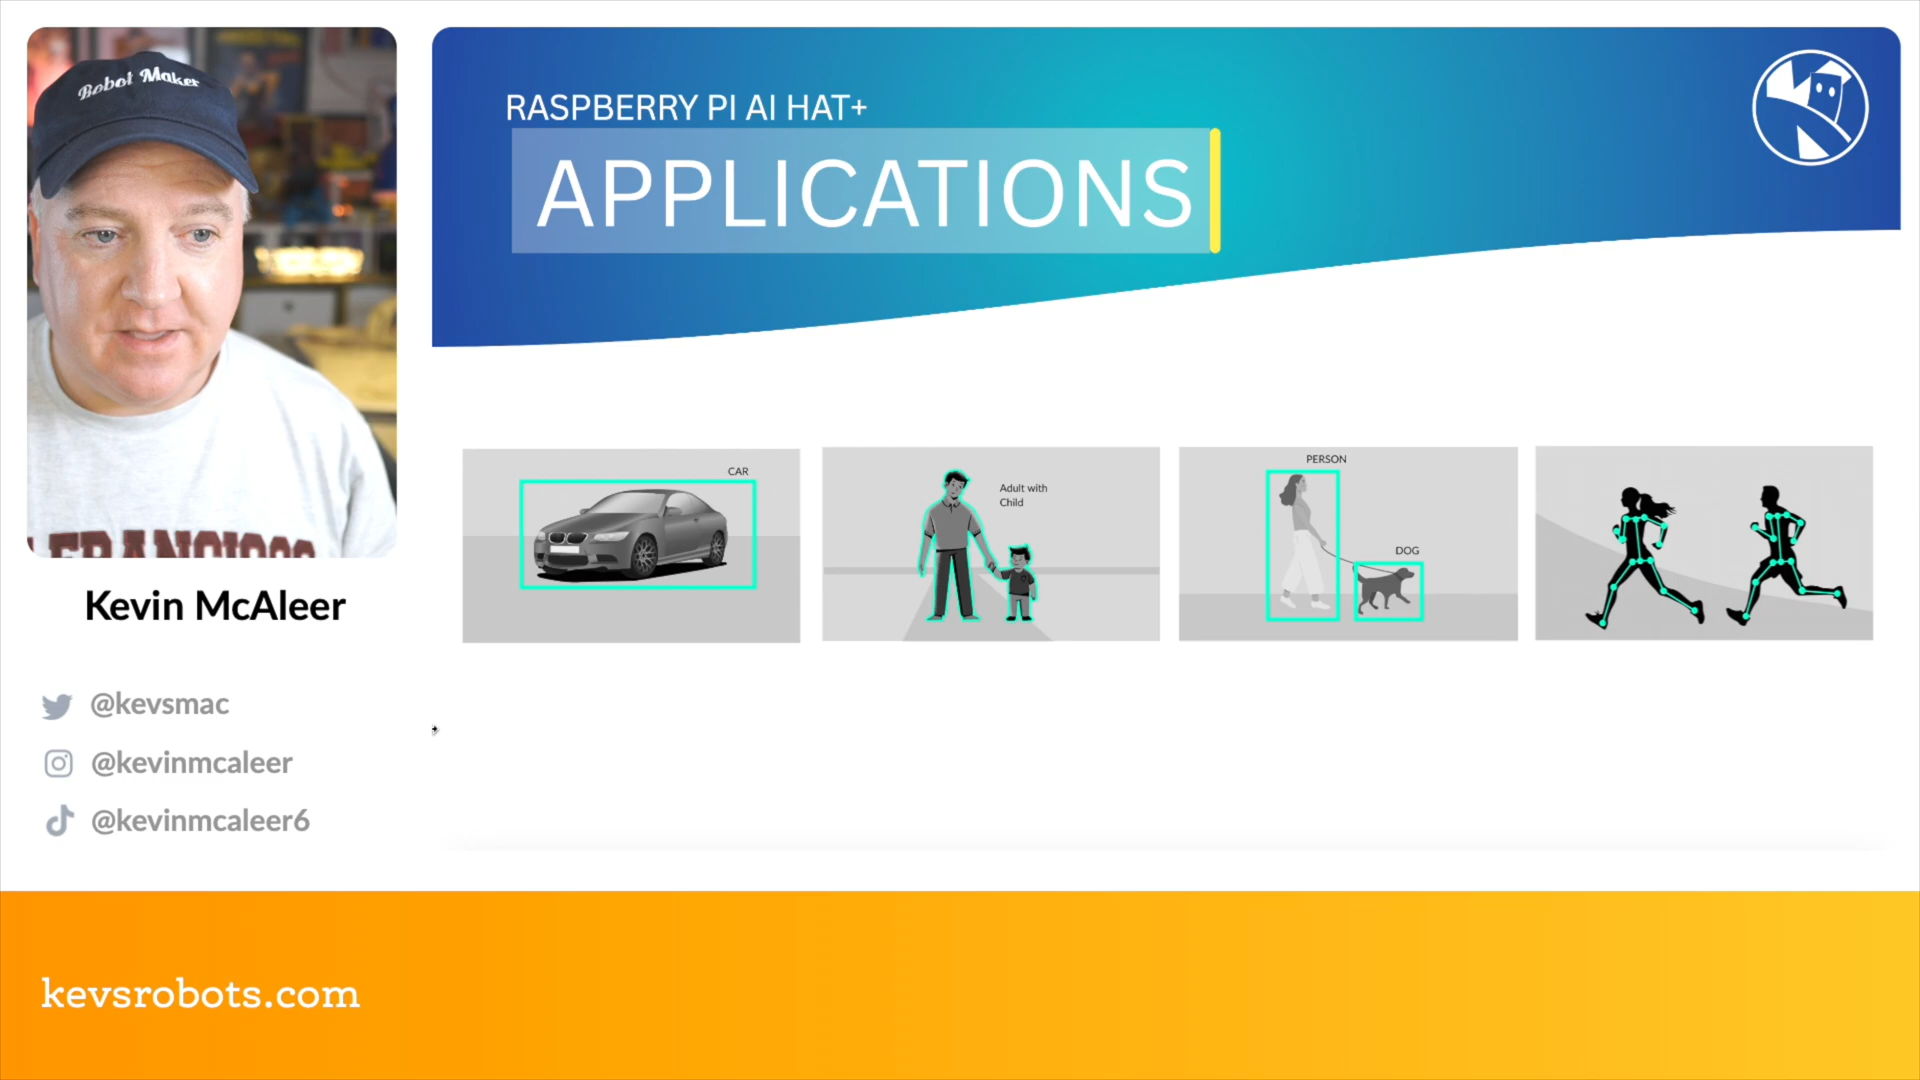 Robot Maker
FRANCISCO
Kevin McAleer
@kevsmac
@kevinmcaleer
@kevinmcaleer6
RASPBERRY PI AI HAT+
APPLICATIONS
CAR
Adult with
Child
PERSON
DOG
kevsrobots.com